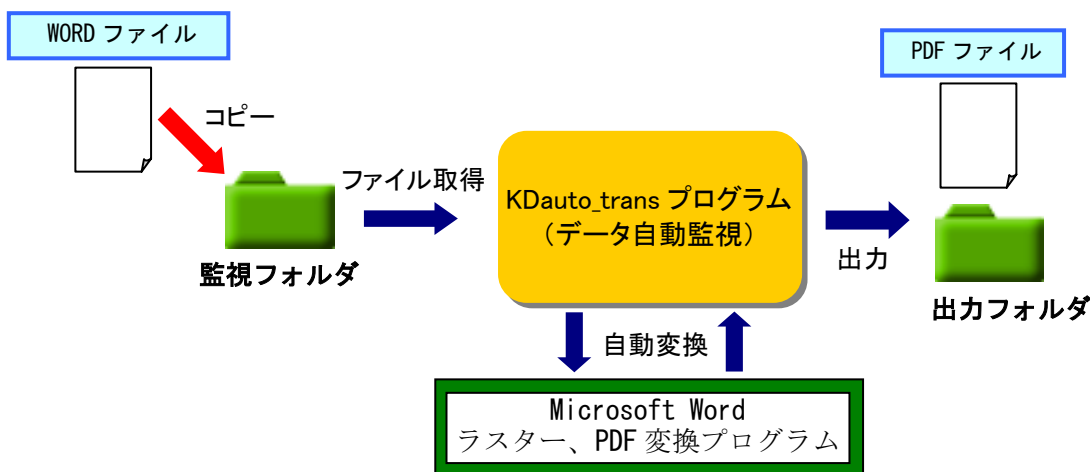 WORD ファイル
PDF ファイル
コピー
ファイル取得
KDauto_trans プログラム
（データ自動監視）
出力
監視フォルダ
出力フォルダ
自動変換
Microsoft Word
ラスター、PDF 変換プログラム